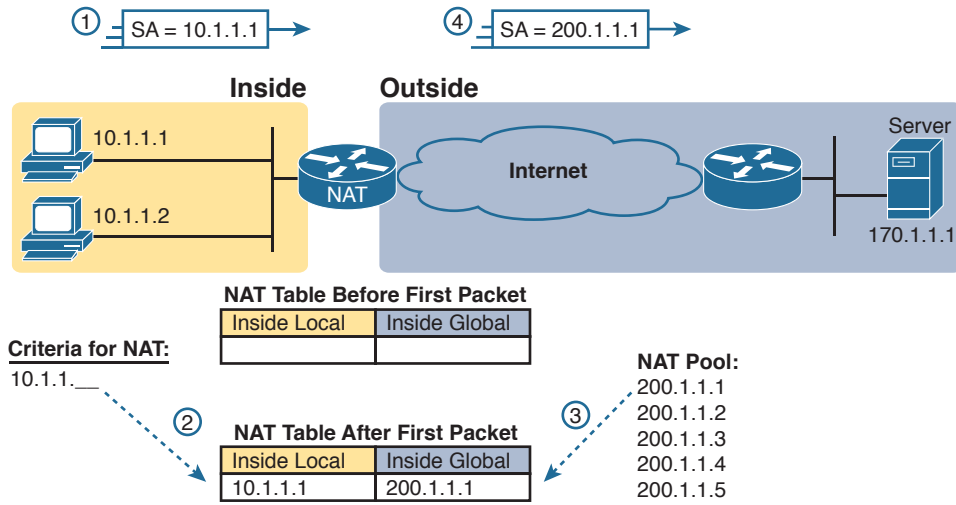 1
SA = 10.1.1.1
4
SA = 200.1.1.1
Inside
Outside
10.1.1.1
10.1.1.2
NAT
Internet
Server
170.1.1.1
NAT Table Before First Packet
Inside Local
Inside Global
Criteria for NAT:
10.1.1.__
2
NAT Table After First Packet
Inside Local
Inside Global
10.1.1.1
200.1.1.1
3
NAT Pool:
200.1.1.1
200.1.1.2
200.1.1.3
200.1.1.4
200.1.1.5